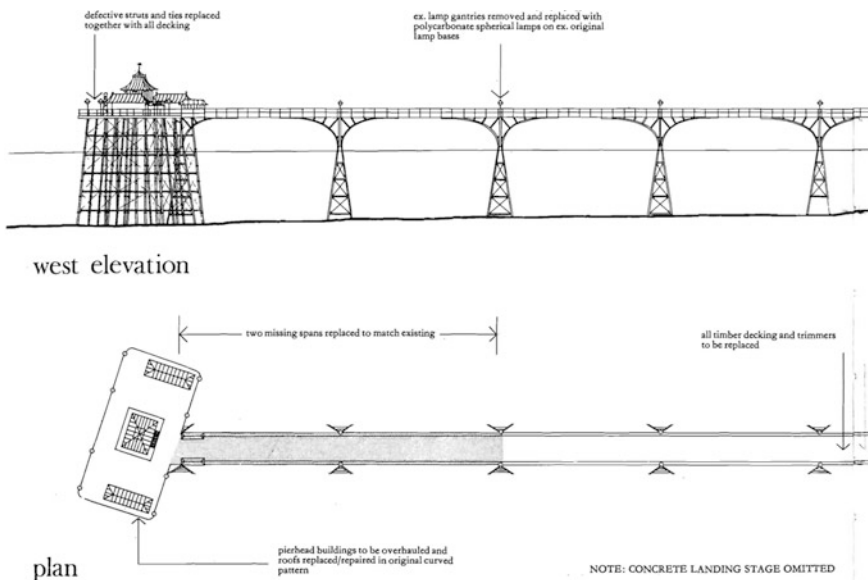 defective struts and ties replaced
together with all decking
ex. lamp gantries removed and replaced with
polycarbonate spherical lamps on ex. original
lamp bases
west elevation
two missing spans replaced to match existing
all timber decking and trimmers
to be replaced
pierhead buildings to be overhauled and
roofs replaced/repaired in original curved
pattern
plan
NOTE: CONCRETE LANDING STAGE OMITTED